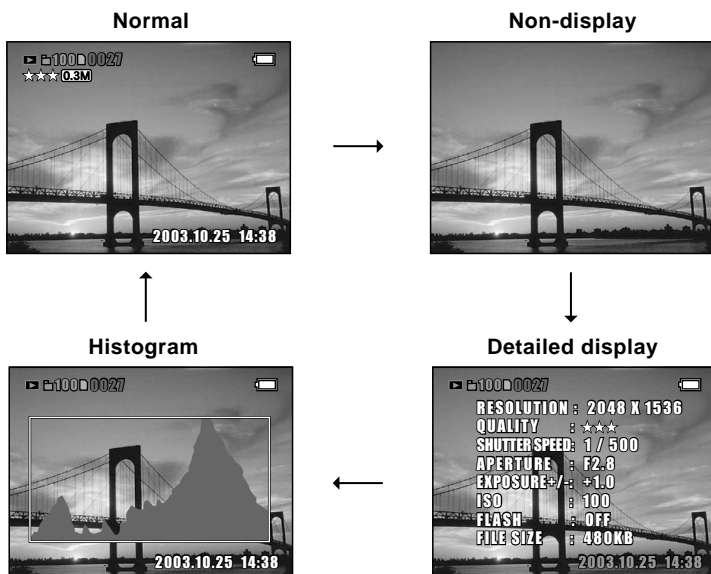 Normal
Non-display
100 0027
★★★ 0.3M
2003.10.25 14:38
Histogram
Detailed display
100 0027
2003.10.25 14:38
100 0027
RESOLUTION : 2048 X 1536
QUALITY : ★★★
SHUTTER SPEED: 1 / 500
APERTURE : F2.8
EXPOSURE+/-: +1.0
ISO : 100
FLASH : OFF
FILE SIZE : 480KB
2003.10.25 14:38